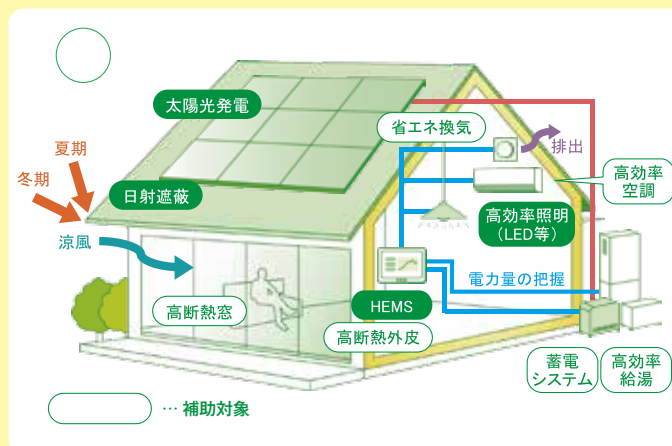 太陽光発電
省エネ換気
排出
夏期
冬期
高効率
空調
日射遮蔽
高効率照明
(LED等)
涼風
電力量の把握
高断熱窓
HEMS
高断熱外皮
蓄電
システム
高効率
給湯
… 補助対象